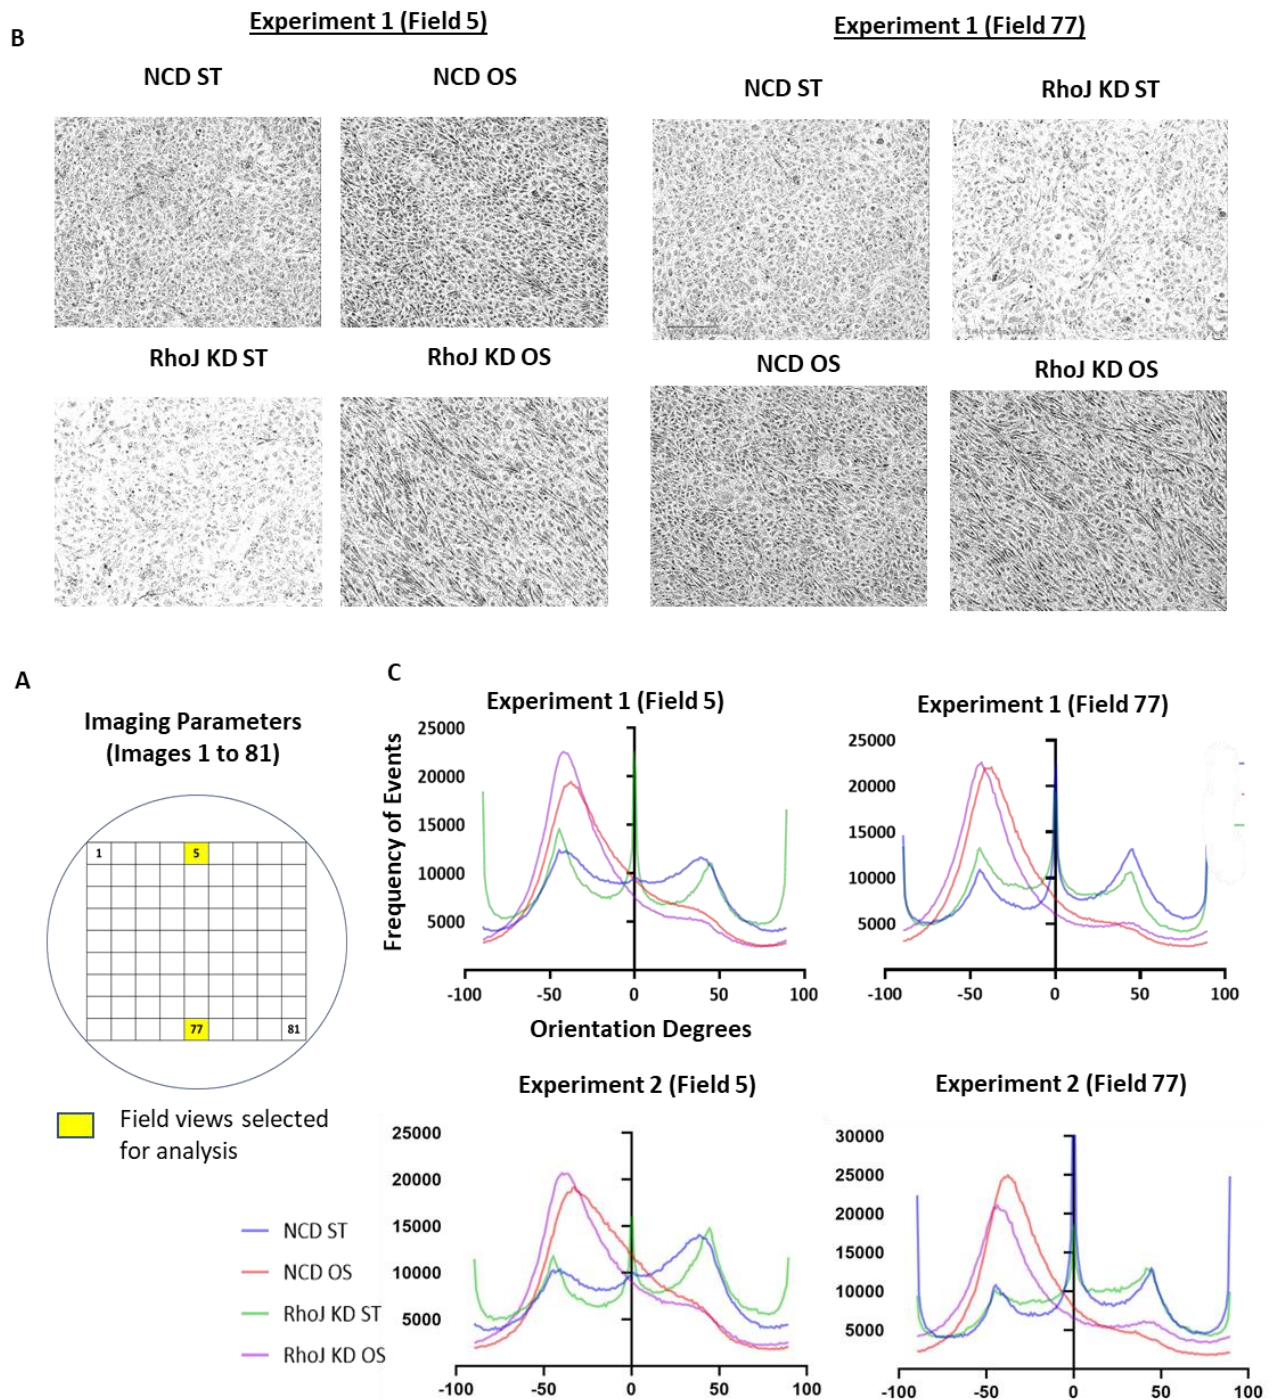 B
Experiment 1 (Field 5)
Experiment 1 (Field 77)
NCD ST
NCD OS
NCD ST
RhoJ KD ST
RhoJ KD ST
RhoJ KD OS
NCD OS
RhoJ KD OS
A
Imaging Parameters
(Images 1 to 81)
1
5
77
81
Field views selected
for analysis
NCD ST
NCD OS
RhoJ KD ST
RhoJ KD OS
C
Experiment 1 (Field 5)
Frequency of Events
25000
20000
15000
10000
5000
-100
-50
0
50
100
Orientation Degrees
Experiment 1 (Field 77)
25000
20000
15000
10000
5000
-100
-50
0
50
100
Experiment 2 (Field 5)
25000
20000
15000
10000
5000
-100
-50
0
50
100
Experiment 2 (Field 77)
30000
25000
20000
15000
10000
5000
-100
-50
0
50
100